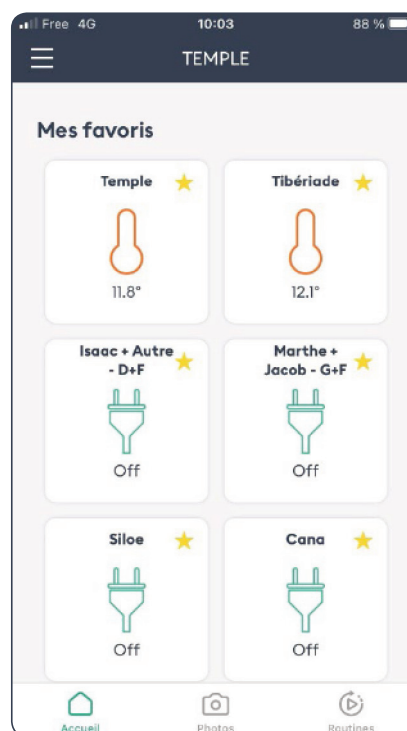 Free 4G 10:03 88 %
TEMPLE
Mes favoris
Temple Tibériade
11.8° 12.1°
Isaac + Autre
- D+F
Marthe +
Jacob - G+F
Off Off
Siloe Cana
Off Off
Accueil Photos Routines